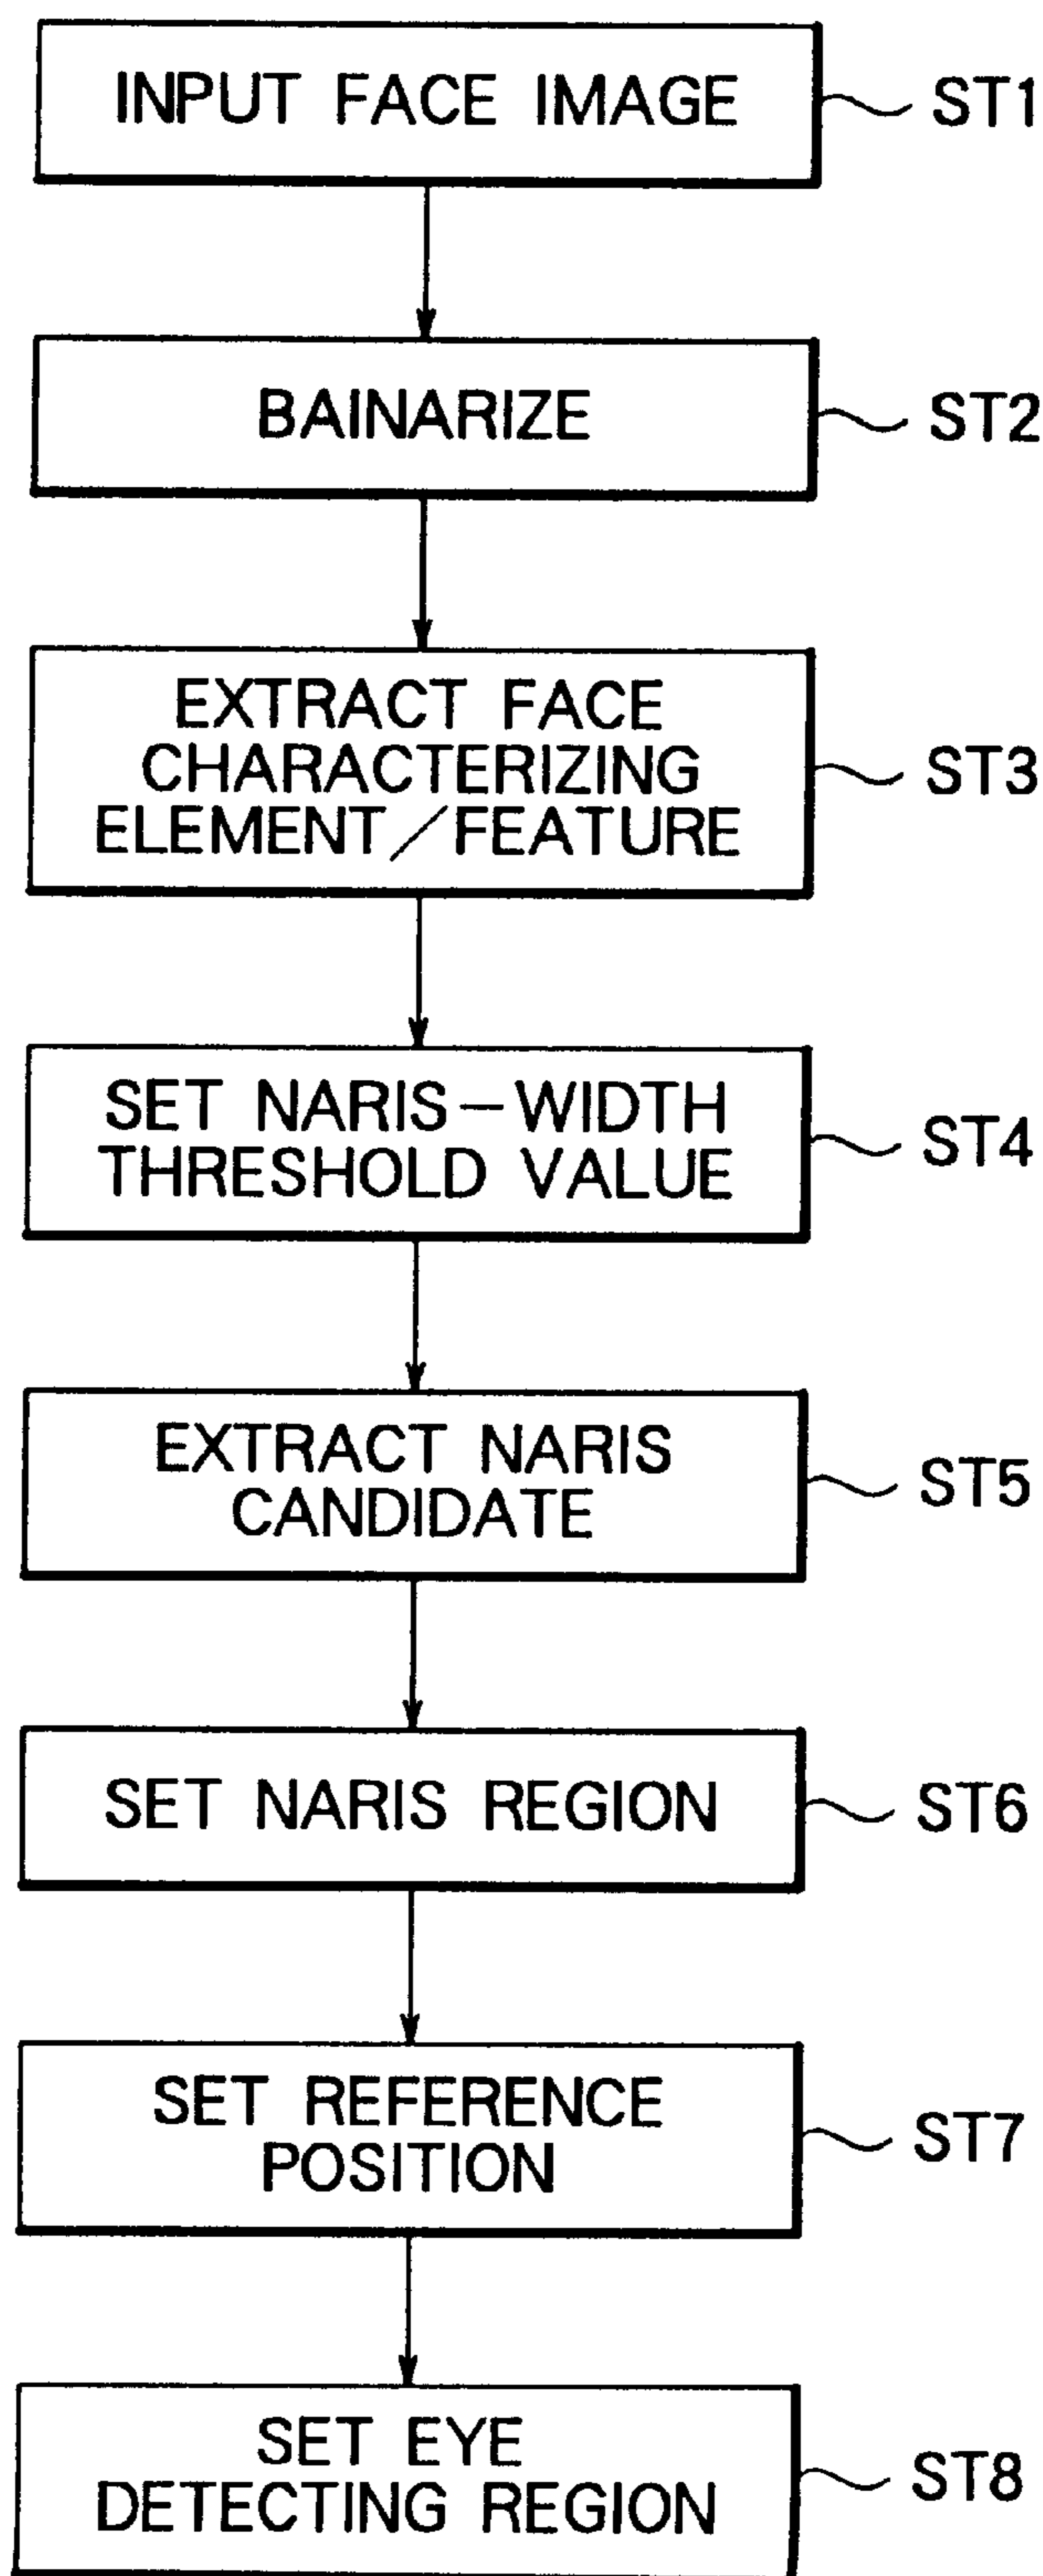 INPUT FACE IMAGE
ST1
BAINARIZE
ST2
EXTRACT FACE
CHARACTERIZING
ELEMENT/FEATURE
ST3
SET NARIS-WIDTH
THRESHOLD VALUE
ST4
EXTRACT NARIS
CANDIDATE
ST5
SET NARIS REGION
ST6
SET REFERENCE
POSITION
ST7
SET EYE
DETECTING REGION
ST8